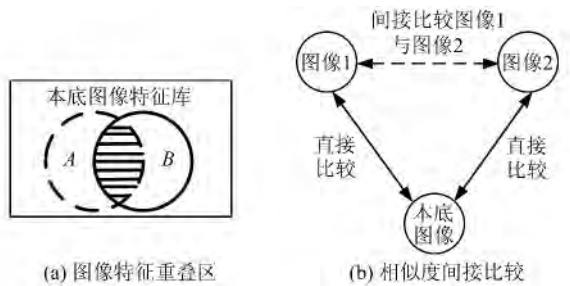 本底图像特征库
A
B
(a) 图像特征重叠区
间接比较图像1
与图像2
图像1
图像2
直接
比较
直接
比较
本底
图像
(b) 相似度间接比较